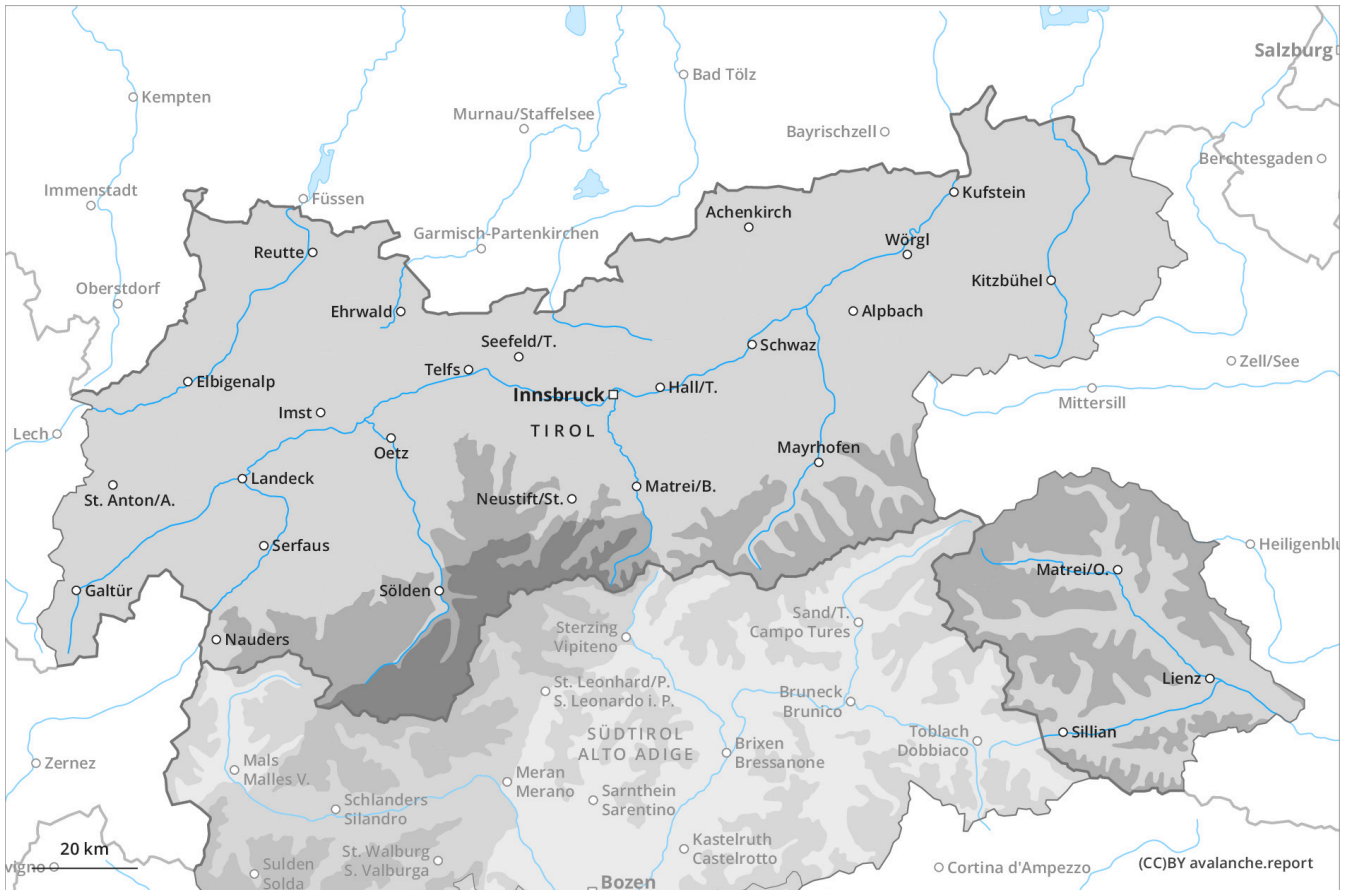 Salzburg
Bad Tölz
Kempten
Murnau/Staffelsee
Bayrischzell
Berchtesgaden
Immenstadt
Füssen
Kufstein
Achenkirch
Garmisch-Partenkirchen
Wörgl
Reutte
Kitzbühel
Oberstdorf
Ehrwald
Alpbach
Seefeld/T.
Schwaz
Zell/See
Telfs
Elbigenalp
Hall/T.
Innsbruck
Mittersill
Imst
Lech
TIROL
Oetz
Mayrhofen
Landeck
Matrei/B.
St. Anton/A.
Neustift/St.
Serfaus
Heiligenblu
Matrei/O.
Galtür
Sölden
Sand/T.
Campo Tures
Sterzing
Vipiteno
Nauders
Lienz
St. Leonhard/P.
S. Leonardo i. P.
Bruneck
Brunico
SÜDTIROL
ALTO ADIGE
Sillian
Toblach
Dobbiaco
Brixen
Bressanone
Zernez
Mals
Malles V.
Meran
Merano
Sarnthein
Sarentino
Schlanders
Silandro
Kastelruth
Castelrotto
20 km
St. Walburg
S. Valburga
vigno
Sulden
Solda
Cortina d'Ampezzo
(CC)BY avalanche.report
Bozen